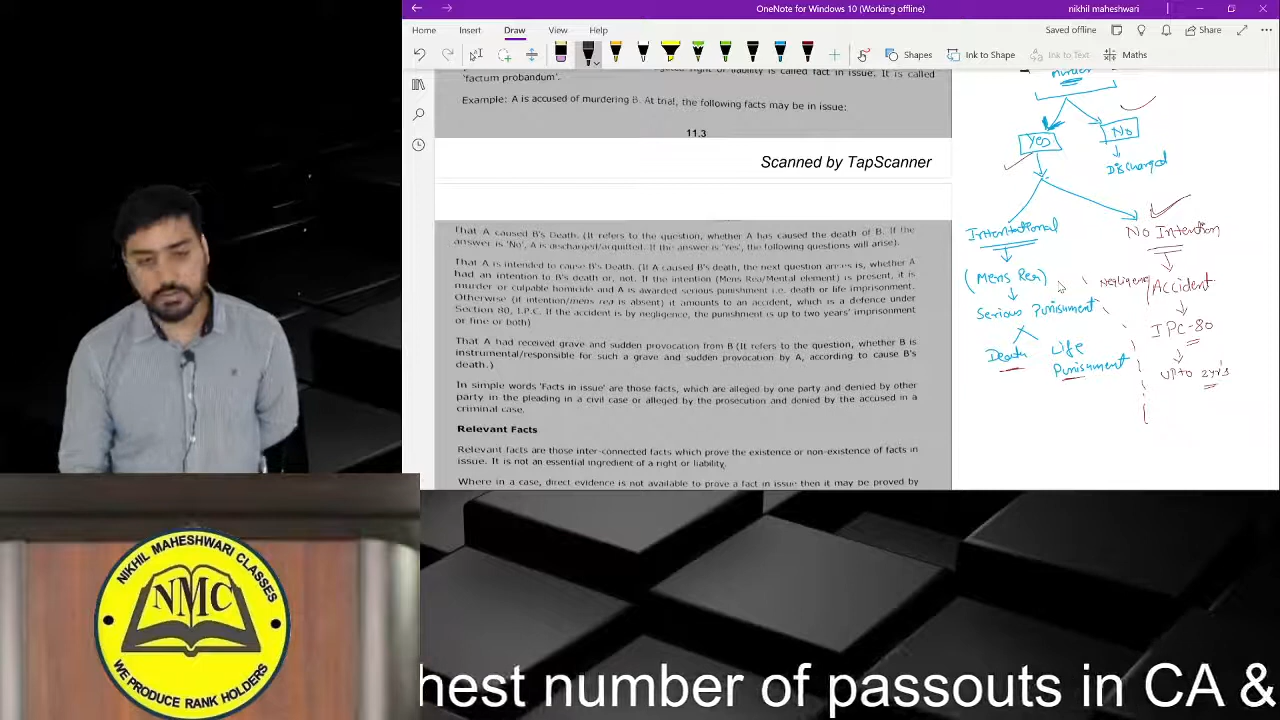 OneNote for Windows 10 (Working offline)
nikhil maheshwari
Home Insert Draw View Help
Saved offline
Share
Shapes
Ink to Shape
Ink to Text
Maths
right or liability is called fact in issue. It is called
'factum probandum'.
Example: A is accused of murdering B. At trial, the following facts may be in issue:
11.3
Scanned by TapScanner
That A caused B's Death. (It refers to the question, whether A has caused the death of B. If the
answer is 'No', A is discharged/acquitted. If the answer is 'Yes', the following questions will arise).
That A is intended to cause B's Death. (If A caused B's death, the next question arises is, whether A
had an intention to B's death or, not. If the intention (Mens Rea/Mental element) is present, it is
murder or culpable homicide and A is awarded serious punishment i.e. death or life imprisonment.
Otherwise (if intention/mens rea is absent) it amounts to an accident, which is a defence under
Section 80, I.P.C. If the accident is by negligence, the punishment is up to two years' imprisonment
or fine or both)
That A had received grave and sudden provocation from B (It refers to the question, whether B is
instrumental/responsible for such a grave and sudden provocation by A, according to cause B's
death.)
In simple words 'Facts in issue' are those facts, which are alleged by one party and denied by other
party in the pleading in a civil case or alleged by the prosecution and denied by the accused in a
criminal case.
Relevant Facts
Relevant facts are those inter-connected facts which prove the existence or non-existence of facts in
issue. It is not an essential ingredient of a right or liability.
Where in a case, direct evidence is not available to prove a fact in issue then it may be proved by
Murder
YES
No
Discharged
Intentational
No Intention
(Mens Rea)
Negligence/Accident
Serious Punishment
IPC-80
Death
Life
Punishment
upto 2yrs
NIKHIL MAHESHWARI CLASSES
NMC
WE PRODUCE RANK HOLDERS
hest number of passouts in CA &